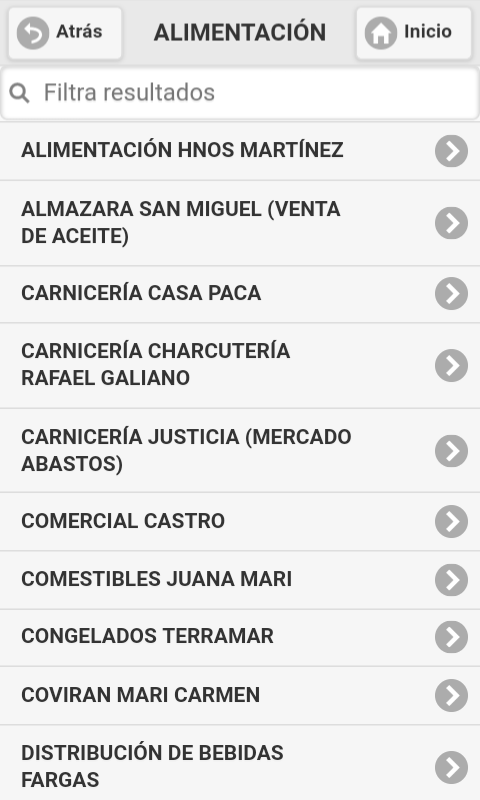 Atrás
ALIMENTACIÓN
Inicio
Filtra resultados
ALIMENTACIÓN HNOS MARTÍNEZ
ALMAZARA SAN MIGUEL (VENTA
DE ACEITE)
CARNICERÍA CASA PACA
CARNICERÍA CHARCUTERÍA
RAFAEL GALIANO
CARNICERÍA JUSTICIA (MERCADO
ABASTOS)
COMERCIAL CASTRO
COMESTIBLES JUANA MARI
CONGELADOS TERRAMAR
COVIRAN MARI CARMEN
DISTRIBUCIÓN DE BEBIDAS
FARGAS